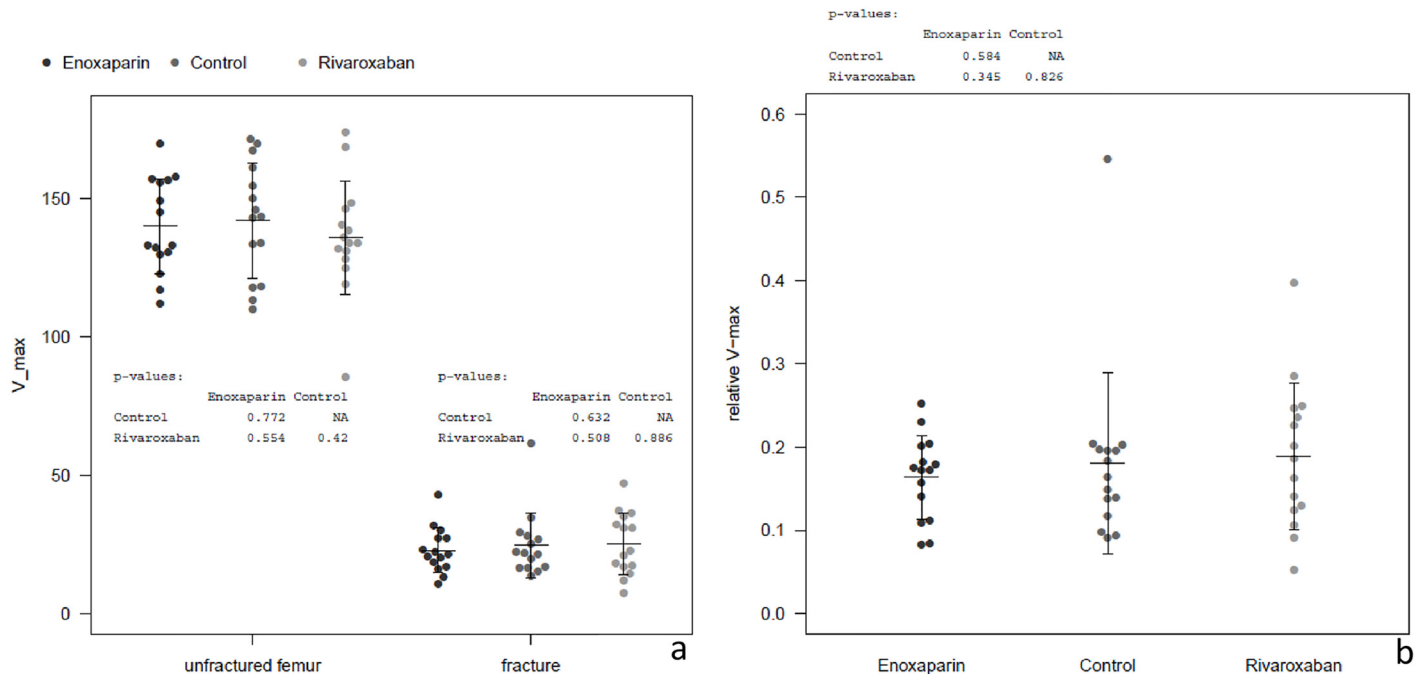 Enoxaparin Control Rivaroxaban
V_max
150
100
50
0
p-values:
Enoxaparin Control
Control 0.772 NA
Rivaroxaban 0.554 0.42
p-values:
Enoxaparin Control
Control 0.632 NA
Rivaroxaban 0.508 0.886
unfractured femur fracture
a
p-values:
Enoxaparin Control
Control 0.584 NA
Rivaroxaban 0.345 0.826
relative V-max
0.6
0.5
0.4
0.3
0.2
0.1
0.0
Enoxaparin Control Rivaroxaban
b